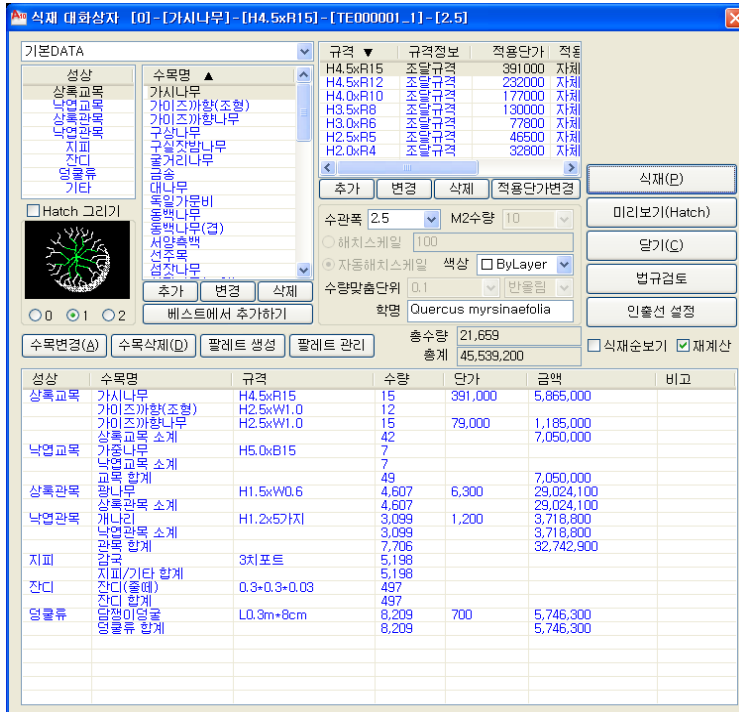 식재 대화상자 [0]-[가시나무]-[H4.5xR15]-[TE000001_1]-[2.5]
기본DATA
성상
상록교목
낙엽교목
상록관목
낙엽관목
지피
잔디
덩쿨류
기타
수목명 ▲
가시나무
가이즈까향(조형)
가이즈까향나무
구상나무
구실잣밤나무
굴거리나무
금송
대나무
독일가문비
동백나무
동백나무(겹)
서양측백
선주목
섬잣나무
규격 ▼ 규격정보 적용단가 적용
H4.5xR15 조달규격 391000 자체
H4.5xR12 조달규격 232000 자체
H4.0xR10 조달규격 177000 자체
H3.5xR8 조달규격 130000 자체
H3.0xR6 조달규격 77800 자체
H2.5xR5 조달규격 46500 자체
H2.0xR4 조달규격 32800 자체
추가 변경 삭제 적용단가변경
식재(P)
미리보기(Hatch)
닫기(C)
법규검토
인출선 설정
Hatch 그리기
0 1 2
추가 변경 삭제
베스트에서 추가하기
수관폭 2.5 M2수량 10
해치스케일 100
자동해치스케일 색상 ByLayer
수량맞춤단위 0.1 반올림
학명 Quercus myrsinaefolia
수목변경(A) 수목삭제(D) 팔레트 생성 팔레트 관리
총수량 21,659
총계 45,539,200
식재순보기 재계산
성상 수목명 규격 수량 단가 금액 비고
상록교목 가시나무 H4.5xR15 15 391,000 5,865,000
가이즈까향(조형) H2.5xW1.0 12
가이즈까향나무 H2.5xW1.0 15 79,000 1,185,000
상록교목 소계 42 7,050,000
낙엽교목 가중나무 H5.0xB15 7
낙엽교목 소계 7
교목 합계 49 7,050,000
상록관목 광나무 H1.5xW0.6 4,607 6,300 29,024,100
상록관목 소계 4,607 29,024,100
낙엽관목 개나리 H1.2x5가지 3,099 1,200 3,718,800
낙엽관목 소계 3,099 3,718,800
관목 합계 7,706 32,742,900
지피 감국 3치포트 5,198
지피/기타 합계 5,198
잔디 잔디(줄떼) 0.3*0.3*0.03 497
잔디 합계 497
덩쿨류 담쟁이덩굴 L0.3m*8cm 8,209 700 5,746,300
덩쿨류 합계 8,209 5,746,300